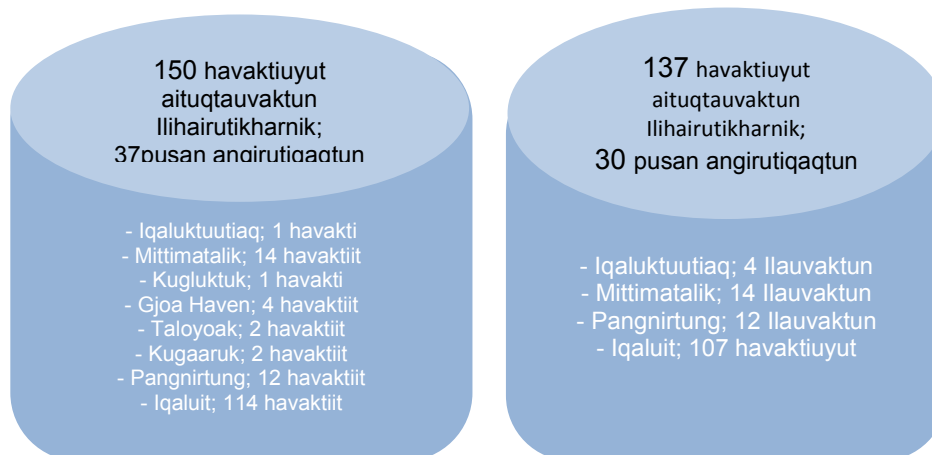 150 havaktiuyut
aituqtauvaktun
Ilihairutikharnik;
37pusan angirutigaqtun
- Iqaluktuutiaq; 1 havakti
- Mittimatalik; 14 havaktiit
- Kugluktuk; 1 havakti
- Gjoa Haven; 4 havaktiit
- Taloyoak; 2 havaktiit
- Kugaaruk; 2 havaktiit
- Pangnirtung; 12 havaktiit
- Iqaluit; 114 havaktiit
137 havaktiuyut
aituqtauvaktun
Ilihairutikharnik;
30 pusan angirutiqaqtun
- Iqaluktuutiaq; 4 Ilauvaktun
- Mittimatalik; 14 Ilauvaktun
- Pangnirtung; 12 Ilauvaktun
- Iqaluit; 107 havaktiuyut